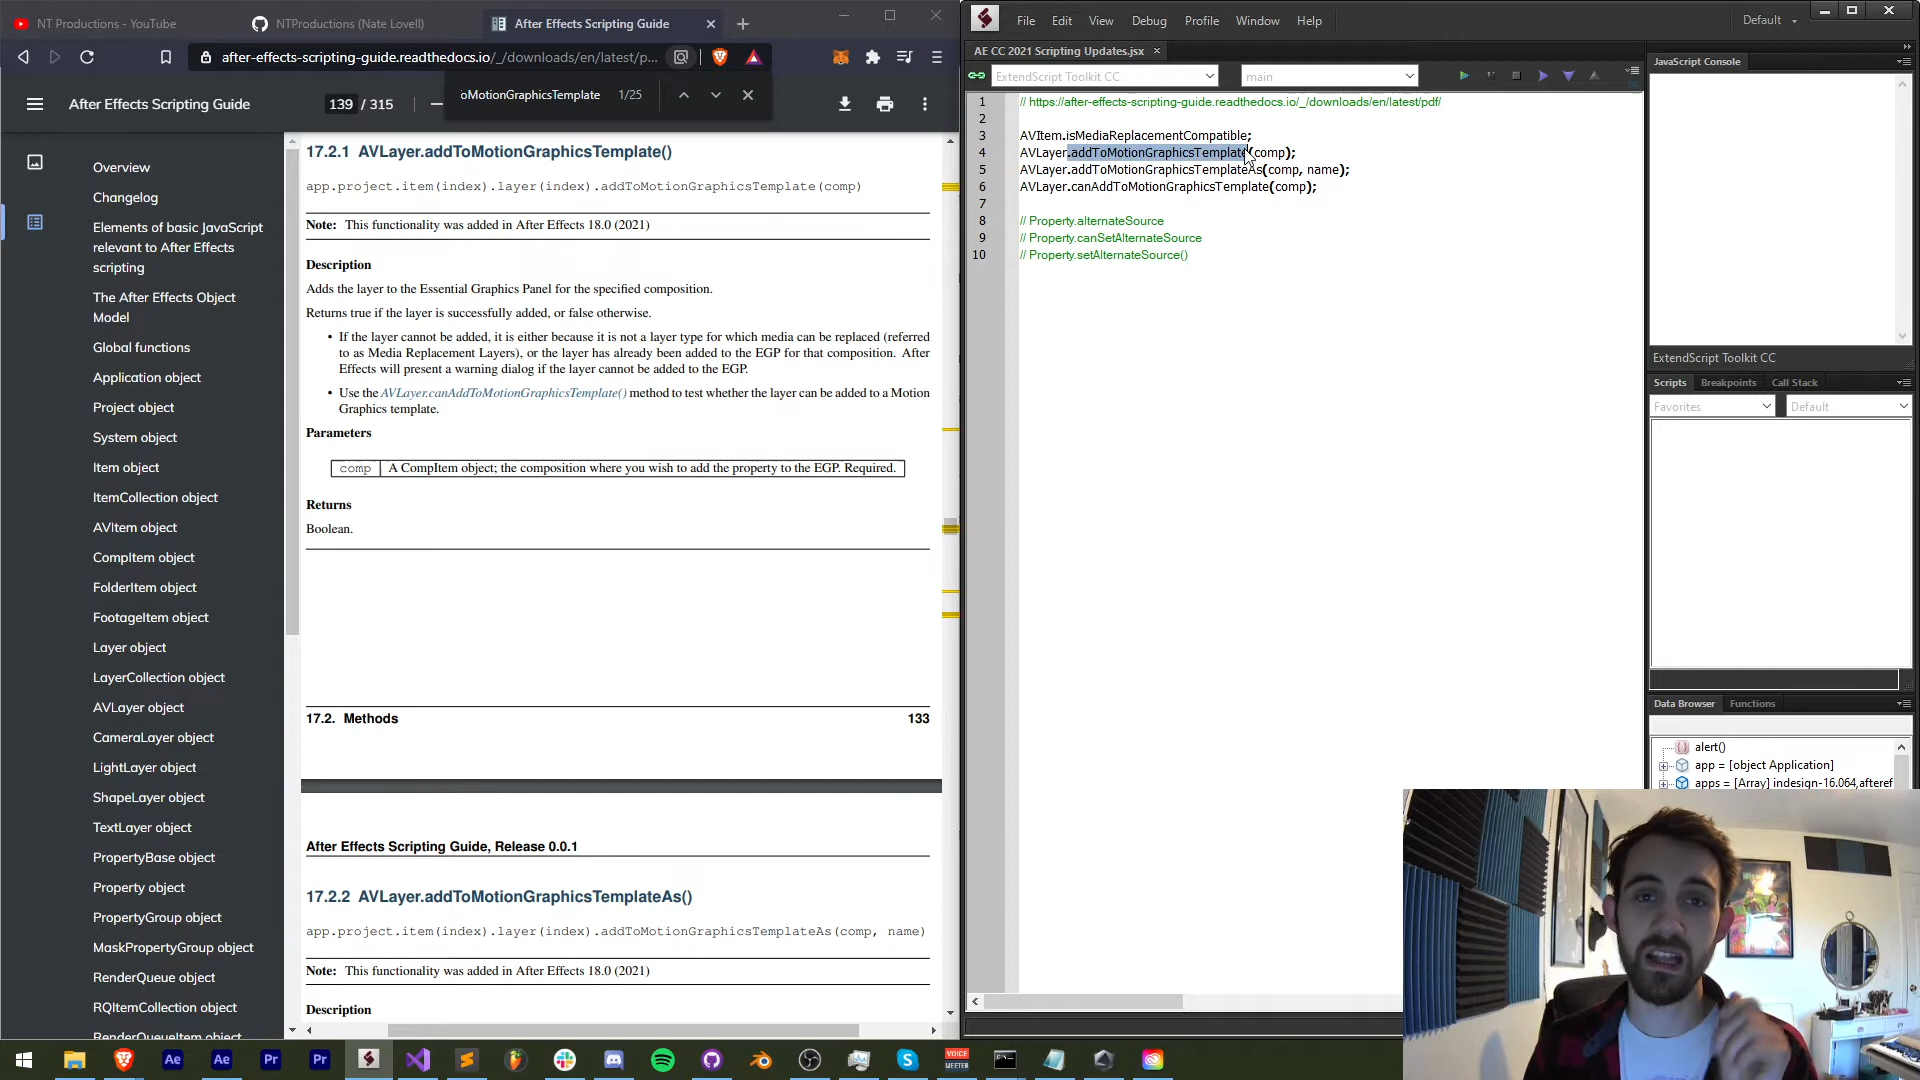 NT Productions - YouTube
NTProductions (Nate Lovell)
After Effects Scripting Guide
after-effects-scripting-guide.readthedocs.io/_/downloads/en/latest/p...
After Effects Scripting Guide
139 / 315
oMotionGraphicsTemplate 1/25
Overview
Changelog
Elements of basic JavaScript
relevant to After Effects
scripting
The After Effects Object
Model
Global functions
Application object
Project object
System object
Item object
ItemCollection object
AVItem object
CompItem object
FolderItem object
FootageItem object
Layer object
LayerCollection object
AVLayer object
CameraLayer object
LightLayer object
ShapeLayer object
TextLayer object
PropertyBase object
Property object
PropertyGroup object
MaskPropertyGroup object
RenderQueue object
RQItemCollection object
RenderQueueItem object
17.2.1 AVLayer.addToMotionGraphicsTemplate()
app.project.item(index).layer(index).addToMotionGraphicsTemplate(comp)
Note: This functionality was added in After Effects 18.0 (2021)
Description
Adds the layer to the Essential Graphics Panel for the specified composition.
Returns true if the layer is successfully added, or false otherwise.
• If the layer cannot be added, it is either because it is not a layer type for which media can be replaced (referred
to as Media Replacement Layers), or the layer has already been added to the EGP for that composition. After
Effects will present a warning dialog if the layer cannot be added to the EGP.
• Use the AVLayer.canAddToMotionGraphicsTemplate() method to test whether the layer can be added to a Motion
Graphics template.
Parameters
comp A CompItem object; the composition where you wish to add the property to the EGP. Required.
Returns
Boolean.
17.2. Methods 133
After Effects Scripting Guide, Release 0.0.1
17.2.2 AVLayer.addToMotionGraphicsTemplateAs()
app.project.item(index).layer(index).addToMotionGraphicsTemplateAs(comp, name)
Note: This functionality was added in After Effects 18.0 (2021)
Description
File Edit View Debug Profile Window Help
Default
AE CC 2021 Scripting Updates.jsx
ExtendScript Toolkit CC
main
1 // https://after-effects-scripting-guide.readthedocs.io/_/downloads/en/latest/pdf/
2
3 AVItem.isMediaReplacementCompatible;
4 AVLayer.addToMotionGraphicsTemplate(comp);
5 AVLayer.addToMotionGraphicsTemplateAs(comp, name);
6 AVLayer.canAddToMotionGraphicsTemplate(comp);
7
8 // Property.alternateSource
9 // Property.canSetAlternateSource
10 // Property.setAlternateSource()
JavaScript Console
ExtendScript Toolkit CC
Scripts Breakpoints Call Stack
Favorites Default
Data Browser Functions
alert()
app = [object Application]
apps = [Array] indesign-16.064,afteref
Ae Ae Pr Pr
VOICE
MEETER